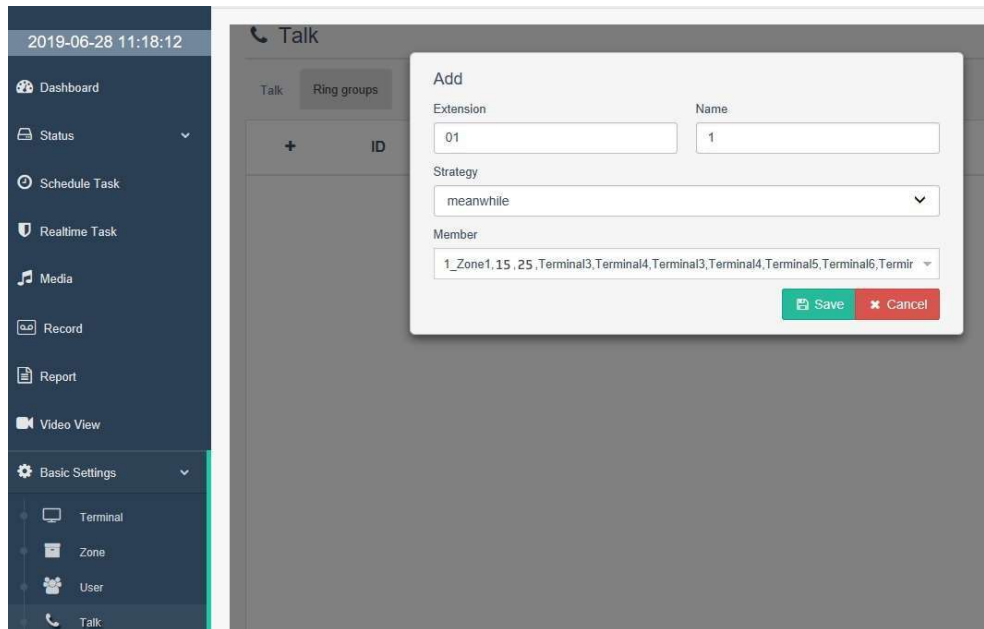 2019-06-28 11:18:12
Dashboard
Status
Schedule Task
Realtime Task
Media
Record
Report
Video View
Basic Settings
Terminal
Zone
User
Talk
Talk
Talk Ring groups
+ ID
Add
Extension Name
01 1
Strategy
meanwhile
Member
1_Zone1,15,25,Terminal3,Terminal4,Terminal3,Terminal4,Terminal5,Terminal6,Termir
Save Cancel